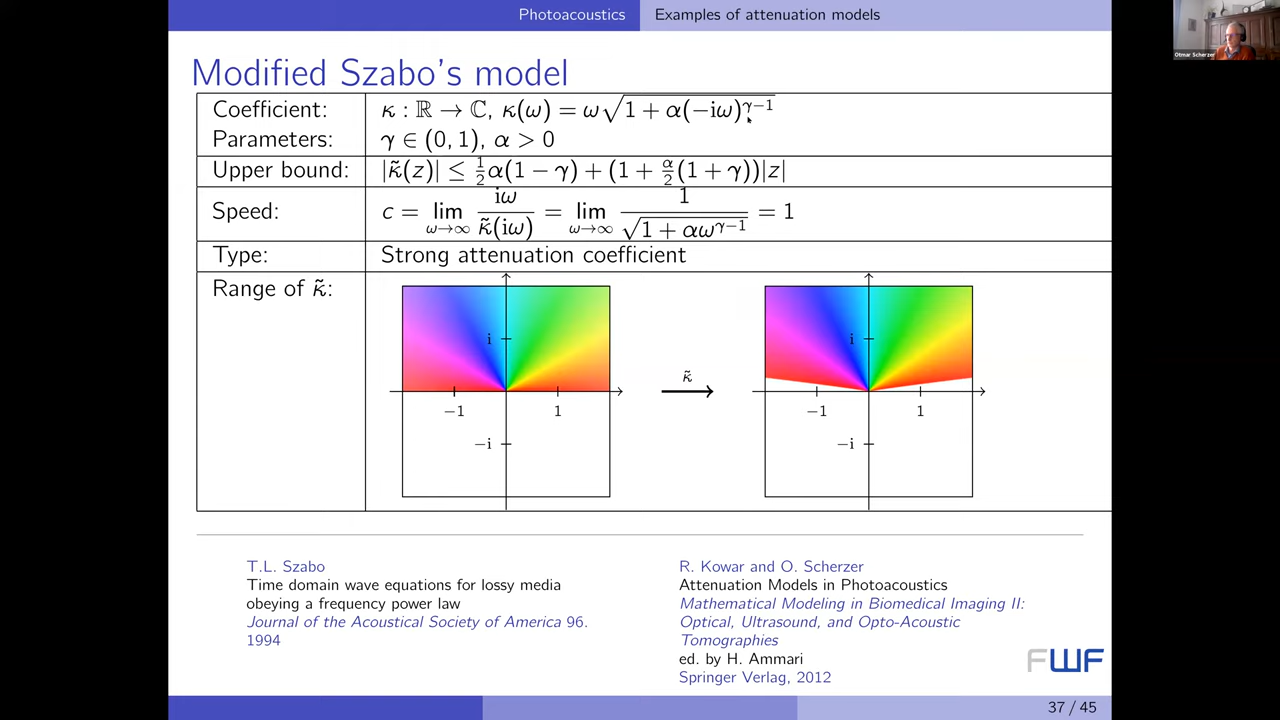 Photoacoustics Examples of attenuation models
Otmar Scherzer
Modified Szabo's model
Coefficient: κ : ℝ → ℂ, κ(ω) = ω√(1 + α(−iω)^{γ−1})
Parameters: γ ∈ (0, 1), α > 0
Upper bound: |κ̃(z)| ≤ ½α(1 − γ) + (1 + α/2(1 + γ))|z|
Speed: c = lim_{ω→∞} iω/κ̃(iω) = lim_{ω→∞} 1/√(1 + αω^{γ−1}) = 1
Type: Strong attenuation coefficient
Range of κ̃:
i
i
κ̃
−1 1
−1 1
−i
−i
T.L. Szabo
Time domain wave equations for lossy media
obeying a frequency power law
Journal of the Acoustical Society of America 96.
1994
R. Kowar and O. Scherzer
Attenuation Models in Photoacoustics
Mathematical Modeling in Biomedical Imaging II:
Optical, Ultrasound, and Opto-Acoustic
Tomographies
ed. by H. Ammari
Springer Verlag, 2012
FWF
37 / 45